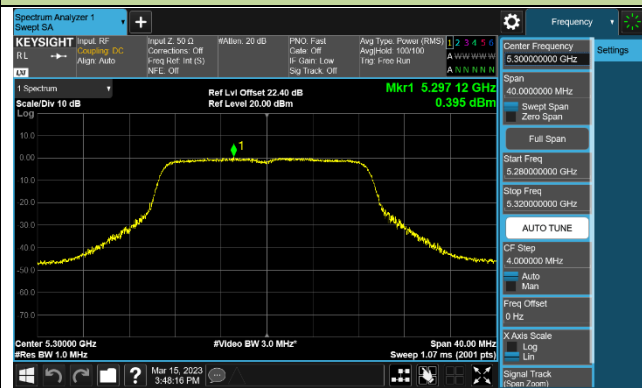 Spectrum Analyzer 1
Swept SA
Frequency
KEYSIGHT
RL
LXI
Input: RF
Coupling: DC
Align: Auto
Input Z: 50 Ω
Corrections: Off
Freq Ref: Int (S)
NFE: Off
#Atten: 20 dB
PNO: Fast
Gate: Off
IF Gain: Low
Sig Track: Off
Avg Type: Power (RMS)
Avg|Hold: 100/100
Trig: Free Run
1 2 3 4 5 6
A W W W W W
A N N N N N
1 Spectrum
Scale/Div 10 dB
Log
Ref Lvl Offset 22.40 dB
Ref Level 20.00 dBm
Mkr1 5.297 12 GHz
0.395 dBm
1
10.0
0.00
-10.0
-20.0
-30.0
-40.0
-50.0
-60.0
-70.0
Center 5.30000 GHz
#Res BW 1.0 MHz
#Video BW 3.0 MHz*
Span 40.00 MHz
Sweep 1.07 ms (2001 pts)
Center Frequency
5.300000000 GHz
Settings
Span
40.0000000 MHz
Swept Span
Zero Span
Full Span
Start Freq
5.280000000 GHz
Stop Freq
5.320000000 GHz
AUTO TUNE
CF Step
4.000000 MHz
Auto
Man
Freq Offset
0 Hz
X Axis Scale
Log
Lin
Signal Track
(Span Zoom)
Mar 15, 2023
3:48:16 PM